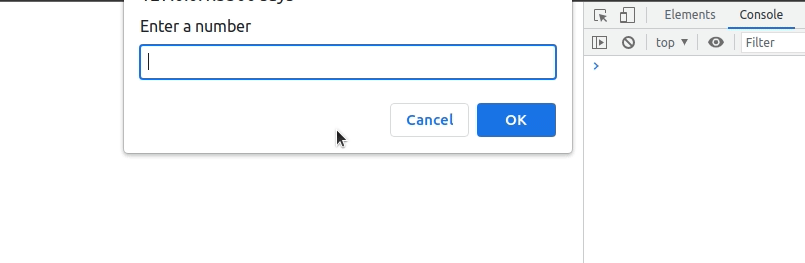 Enter a number
Cancel
OK
Elements
Console
top
Filter